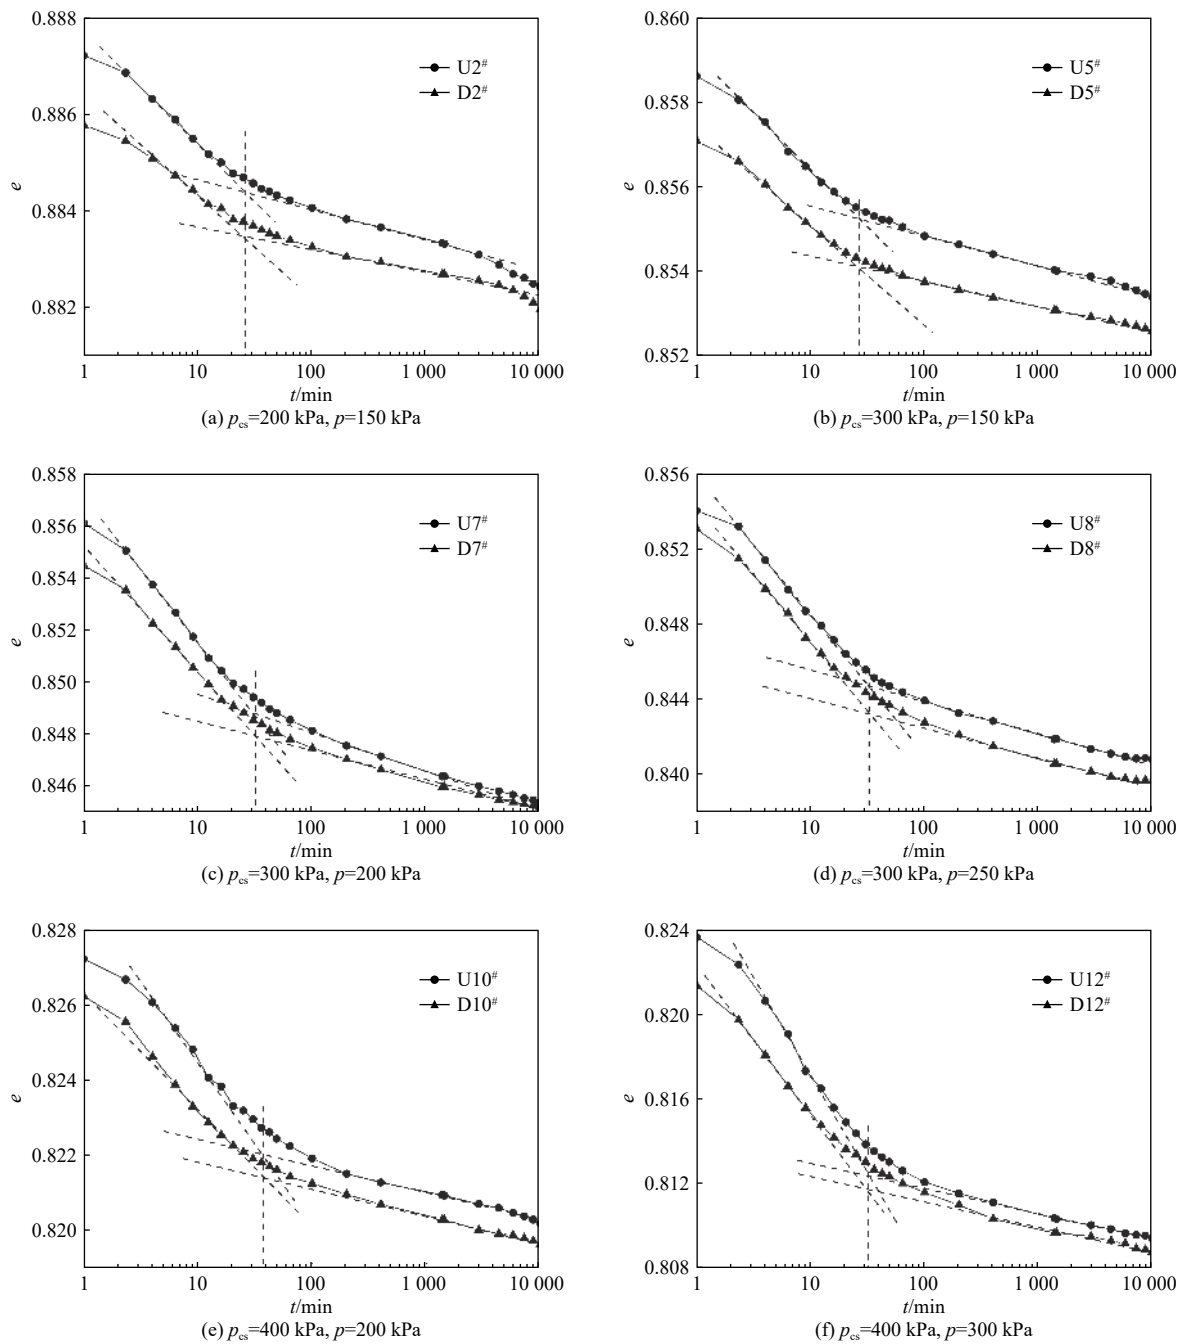 0.888
0.886
0.884
0.882
e
U2#
D2#
1
10
100
1 000
10 000
t/min
(a) pcs=200 kPa, p=150 kPa
0.860
0.858
0.856
0.854
0.852
e
U5#
D5#
1
10
100
1 000
10 000
t/min
(b) pcs=300 kPa, p=150 kPa
0.858
0.856
0.854
0.852
0.850
0.848
0.846
e
U7#
D7#
1
10
100
1 000
10 000
t/min
(c) pcs=300 kPa, p=200 kPa
0.856
0.852
0.848
0.844
0.840
e
U8#
D8#
1
10
100
1 000
10 000
t/min
(d) pcs=300 kPa, p=250 kPa
0.828
0.826
0.824
0.822
0.820
e
U10#
D10#
1
10
100
1 000
10 000
t/min
(e) pcs=400 kPa, p=200 kPa
0.824
0.820
0.816
0.812
0.808
e
U12#
D12#
1
10
100
1 000
10 000
t/min
(f) pcs=400 kPa, p=300 kPa